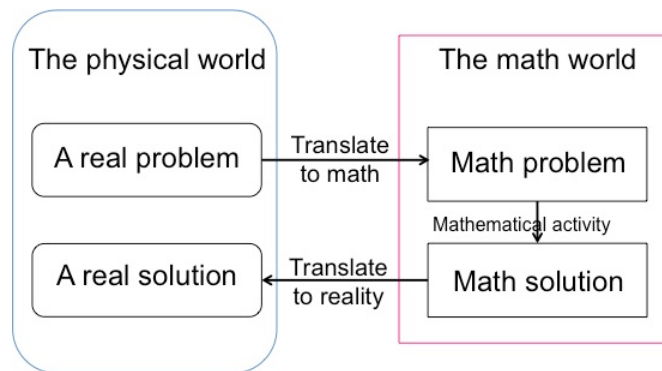 The physical world
The math world
A real problem
Translate
to math
Math problem
Mathematical activity
A real solution
Translate
to reality
Math solution